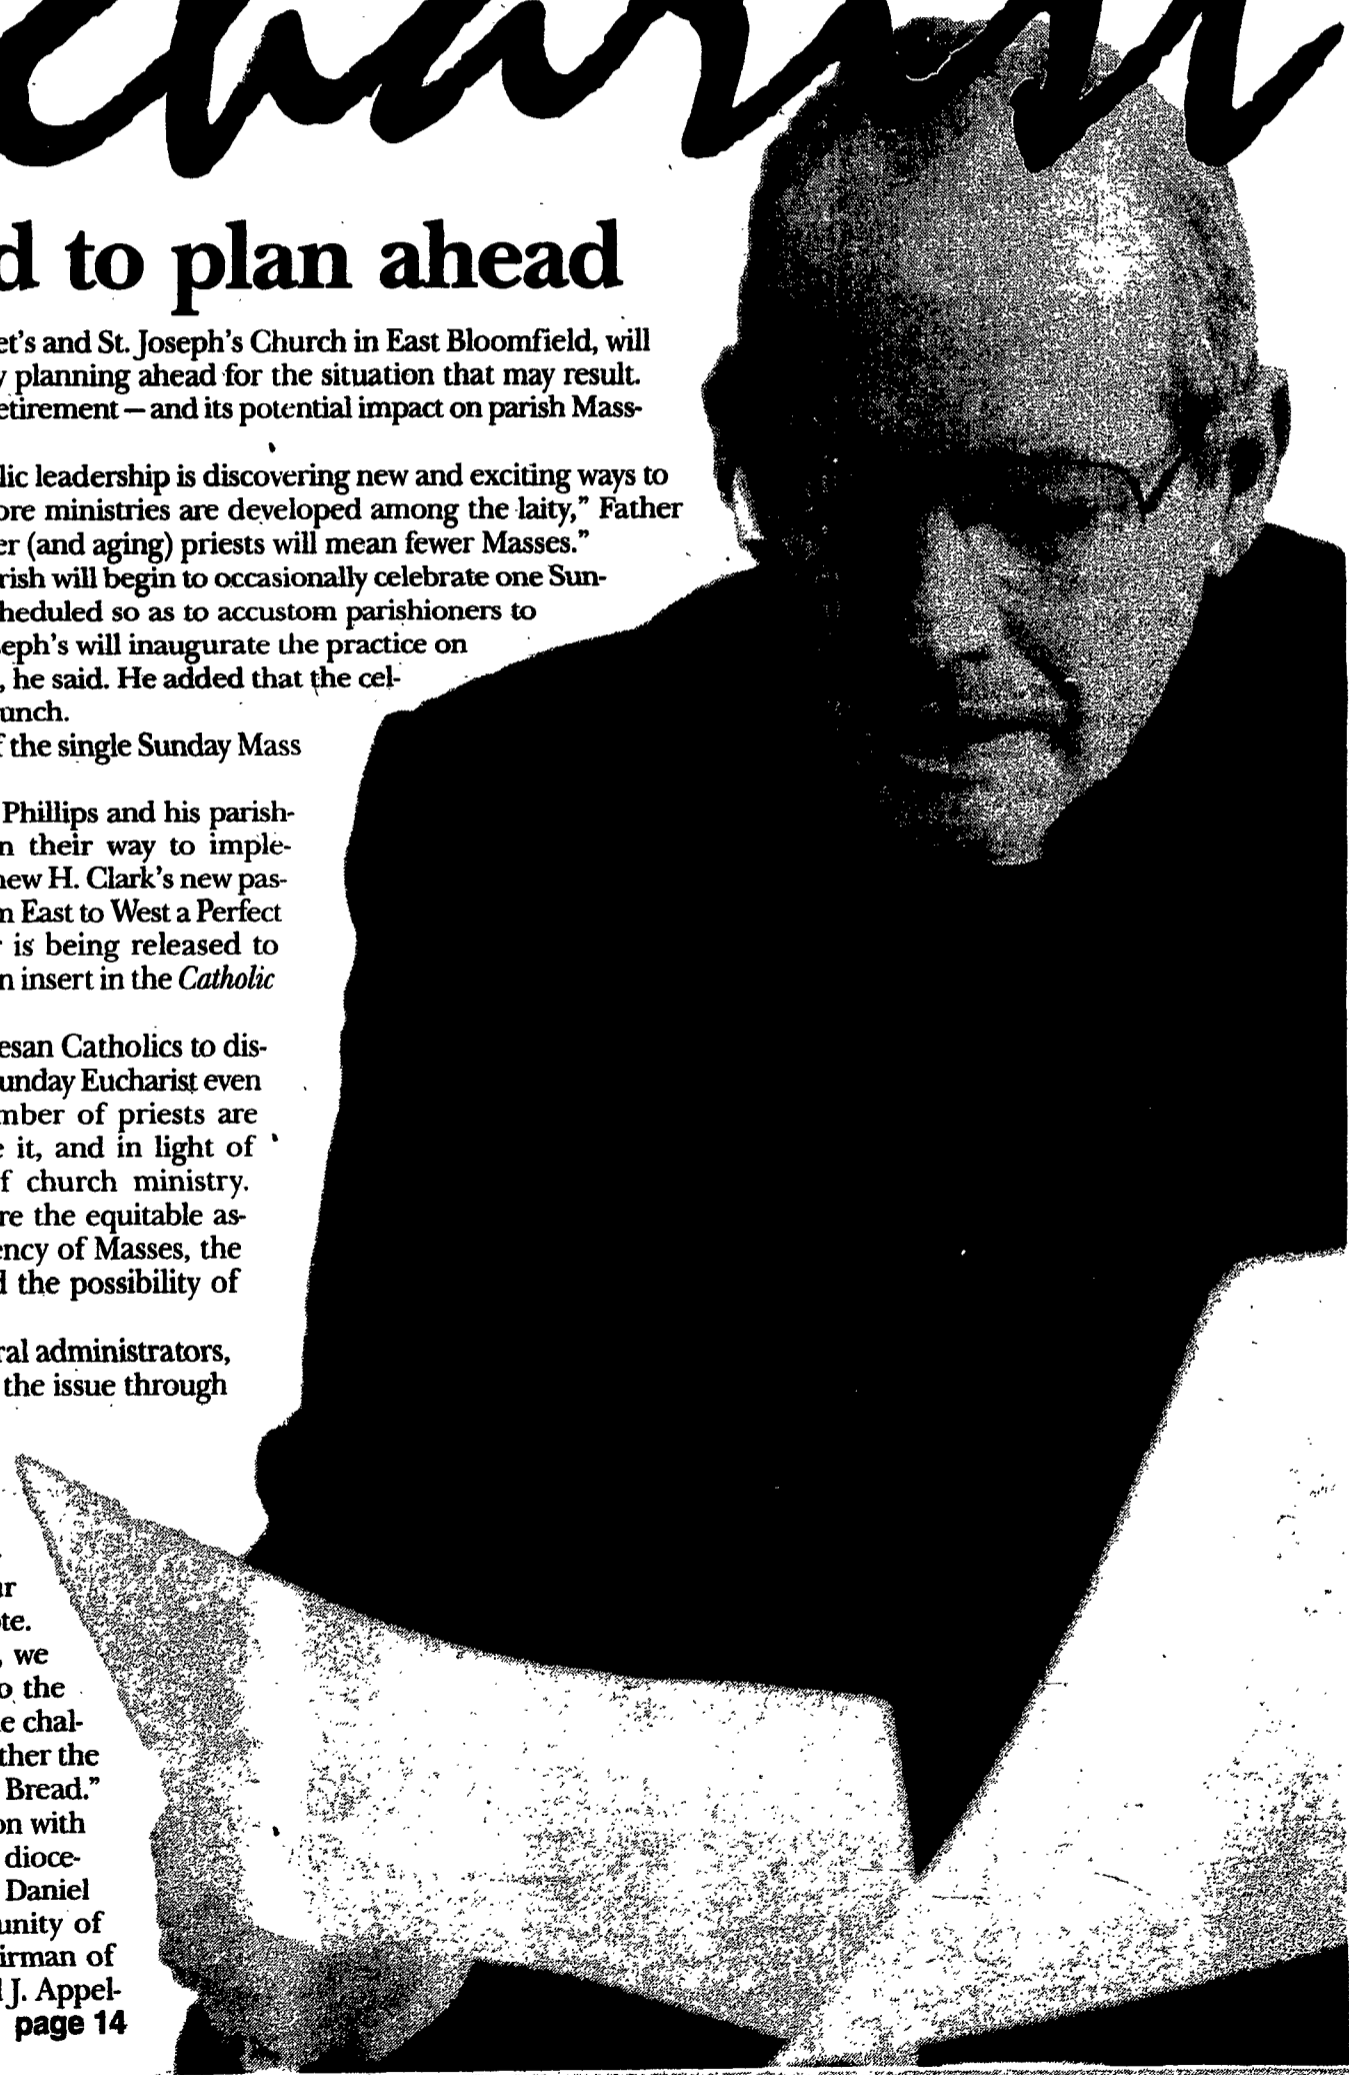 charist
d to plan ahead
et's and St. Joseph's Church in East Bloomfield, will
y planning ahead for the situation that may result.
etirement — and its potential impact on parish Mass-
lic leadership is discovering new and exciting ways to
ore ministries are developed among the laity,” Father
er (and aging) priests will mean fewer Masses.”
rish will begin to occasionally celebrate one Sun-
heduled so as to accustom parishioners to
seph's will inaugurate the practice on
, he said. He added that the cel-
unch.
f the single Sunday Mass
Phillips and his parish-
n their way to imple-
hew H. Clark's new pas-
m East to West a Perfect
r is being released to
n insert in the Catholic
esan Catholics to dis-
unday Eucharist even
mber of priests are
e it, and in light of
f church ministry.
re the equitable as-
ency of Masses, the
d the possibility of
ral administrators,
the issue through
ur
ote.
, we
o the
e chal-
ther the
Bread.”
on with
dioce-
Daniel
unity of
irman of
l J. Appel-
page 14